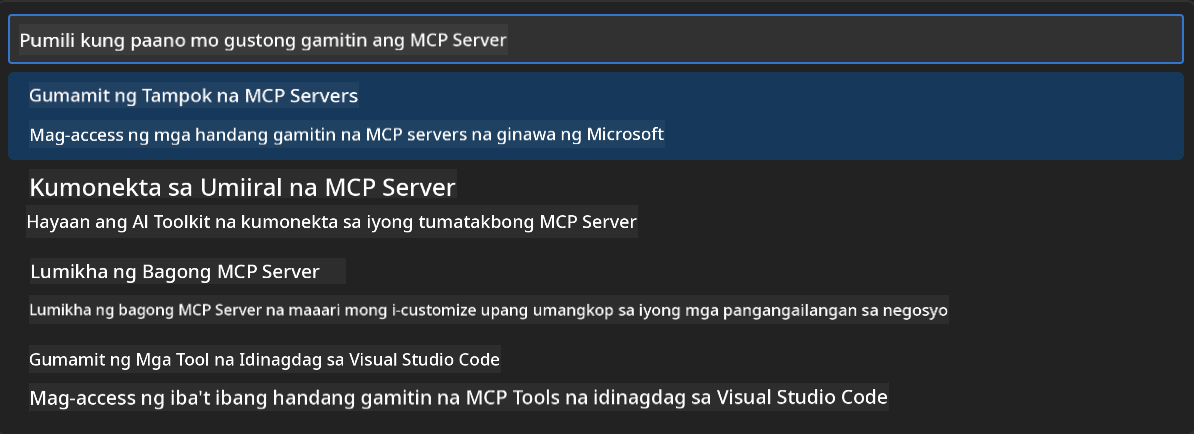 Pumili kung paano mo gustong gamitin ang MCP Server
Gumamit ng Tampok na MCP Servers
Mag-access ng mga handang gamitin na MCP servers na ginawa ng Microsoft
Kumonekta sa Umiiral na MCP Server
Hayaan ang AI Toolkit na kumonekta sa iyong tumatakbong MCP Server
Lumikha ng Bagong MCP Server
Lumikha ng bagong MCP Server na maaari mong i-customize upang umangkop sa iyong mga pangangailangan sa negosyo
Gumamit ng Mga Tool na Idinagdag sa Visual Studio Code
Mag-access ng iba't ibang handang gamitin na MCP Tools na idinagdag sa Visual Studio Code